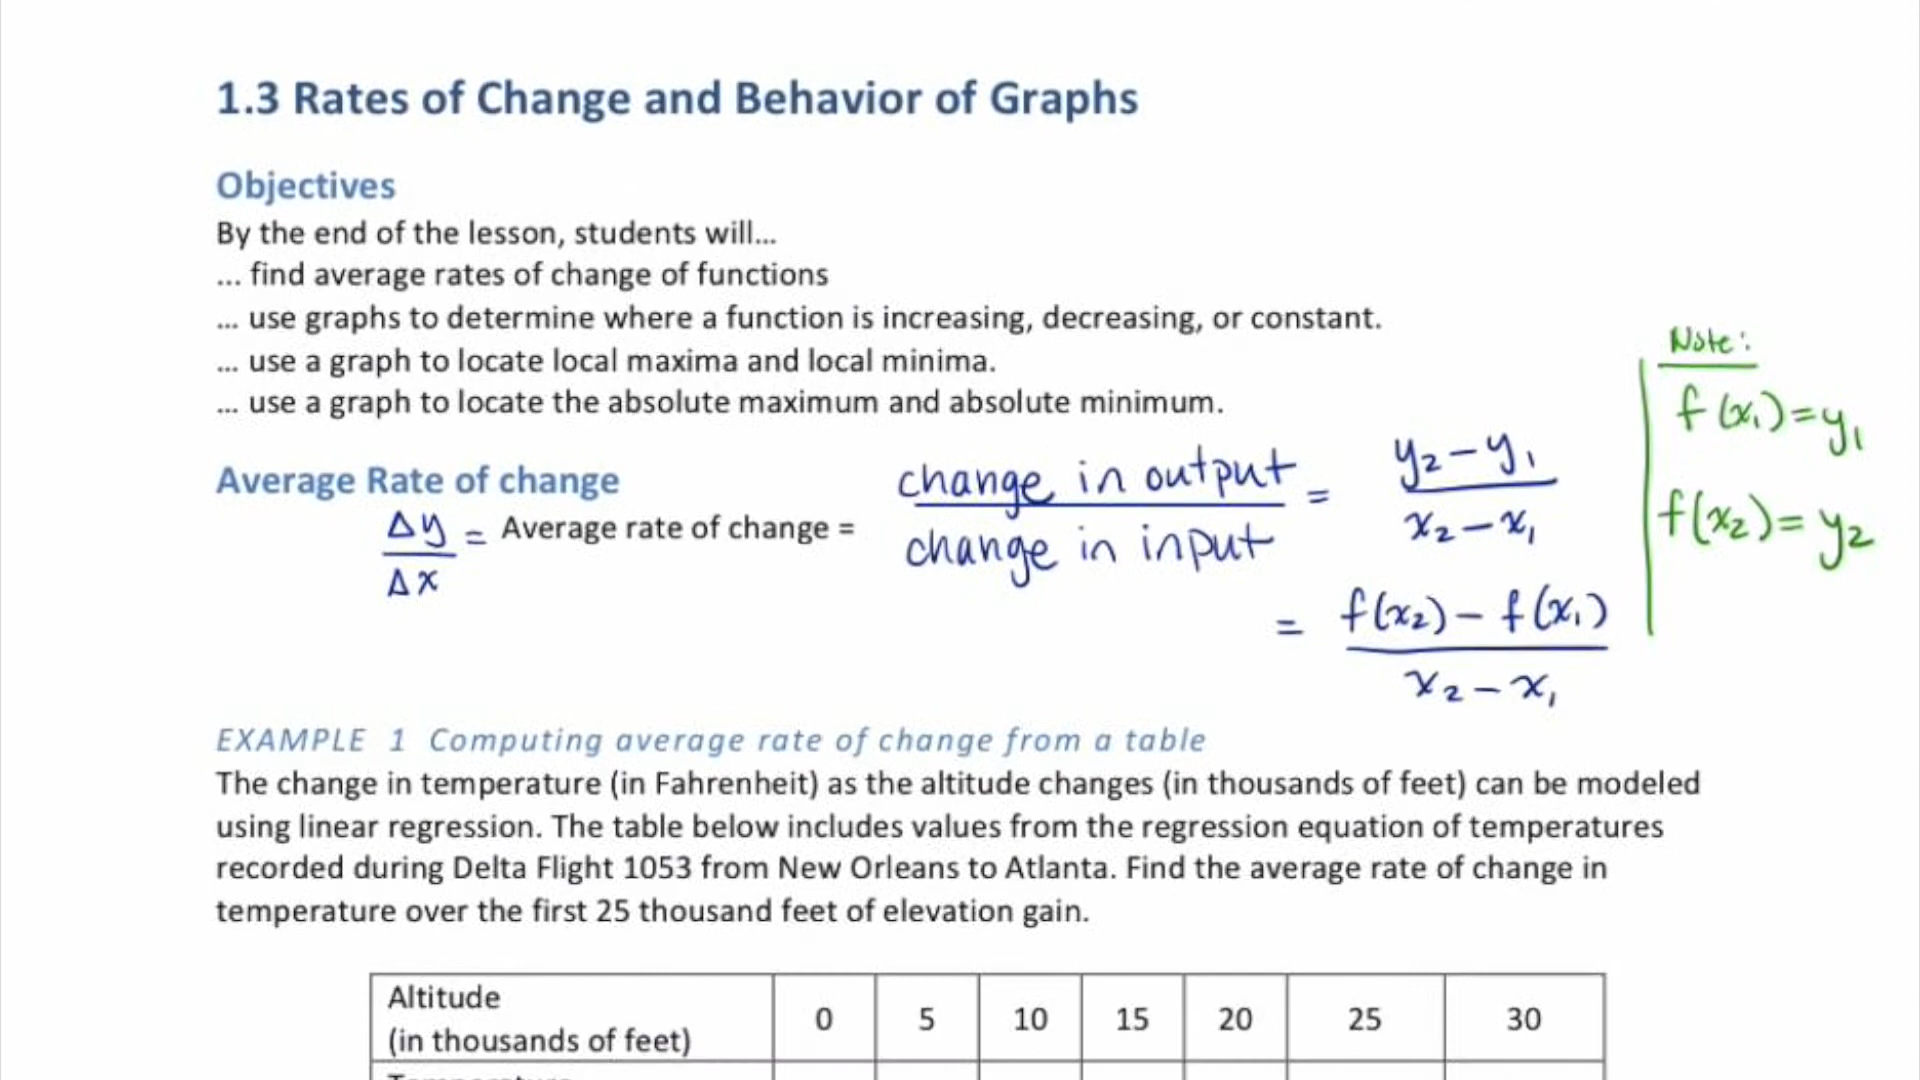 1.3 Rates of Change and Behavior of Graphs
Objectives
By the end of the lesson, students will...
... find average rates of change of functions
... use graphs to determine where a function is increasing, decreasing, or constant.
... use a graph to locate local maxima and local minima.
... use a graph to locate the absolute maximum and absolute minimum.
Note:
f(x₁)=y₁
f(x₂)=y₂
Average Rate of change
Δy/Δx = Average rate of change = change in output/change in input = y₂-y₁/x₂-x₁
= f(x₂)-f(x₁)/x₂-x₁
EXAMPLE 1 Computing average rate of change from a table
The change in temperature (in Fahrenheit) as the altitude changes (in thousands of feet) can be modeled
using linear regression. The table below includes values from the regression equation of temperatures
recorded during Delta Flight 1053 from New Orleans to Atlanta. Find the average rate of change in
temperature over the first 25 thousand feet of elevation gain.
Altitude
(in thousands of feet) 0 5 10 15 20 25 30